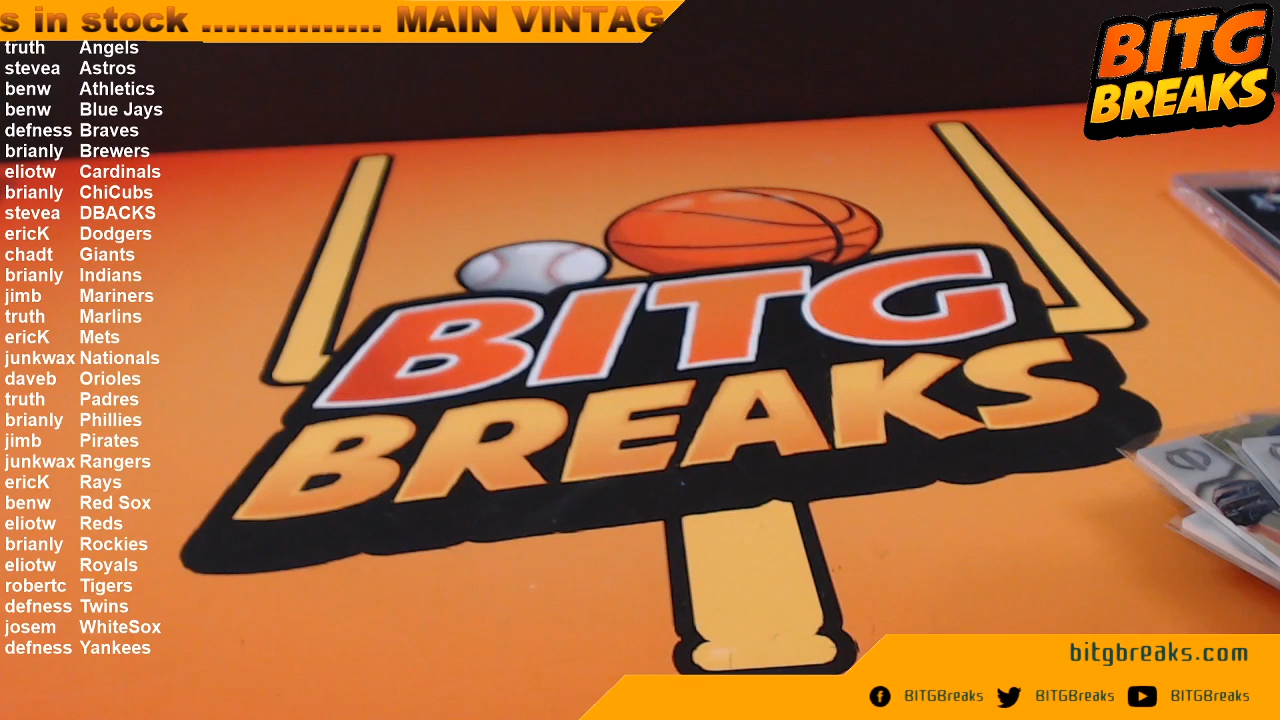 s in stock ............... MAIN VINTAG
BITG
BREAKS
truth Angels
stevea Astros
benw Athletics
benw Blue Jays
defness Braves
brianly Brewers
eliotw Cardinals
brianly ChiCubs
stevea DBACKS
ericK Dodgers
chadt Giants
brianly Indians
jimb Mariners
truth Marlins
ericK Mets
junkwax Nationals
daveb Orioles
truth Padres
brianly Phillies
jimb Pirates
junkwax Rangers
ericK Rays
benw Red Sox
eliotw Reds
brianly Rockies
eliotw Royals
robertc Tigers
defness Twins
josem WhiteSox
defness Yankees
BITG
BREAKS
bitgbreaks.com
BITGBreaks BITGBreaks BITGBreaks